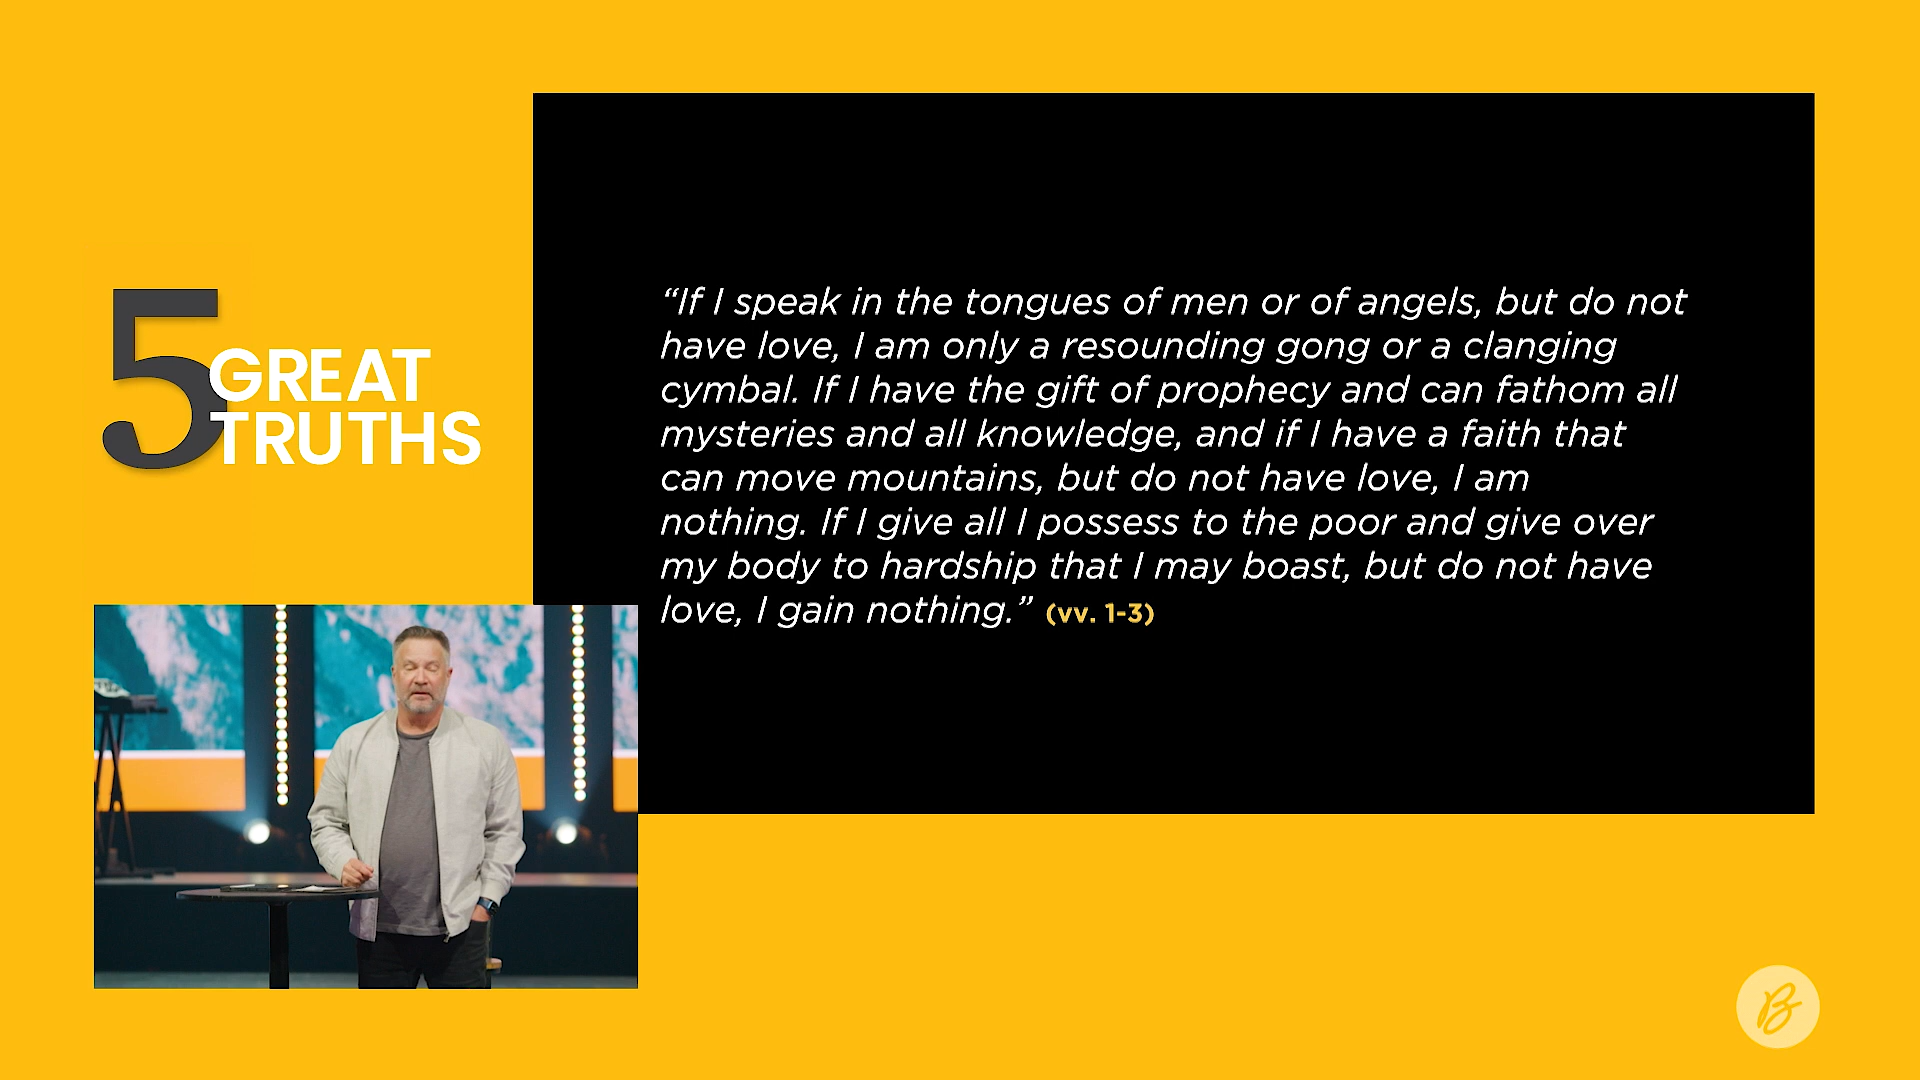 5
GREAT
TRUTHS
“If I speak in the tongues of men or of angels, but do not
have love, I am only a resounding gong or a clanging
cymbal. If I have the gift of prophecy and can fathom all
mysteries and all knowledge, and if I have a faith that
can move mountains, but do not have love, I am
nothing. If I give all I possess to the poor and give over
my body to hardship that I may boast, but do not have
love, I gain nothing.” (vv. 1-3)
B